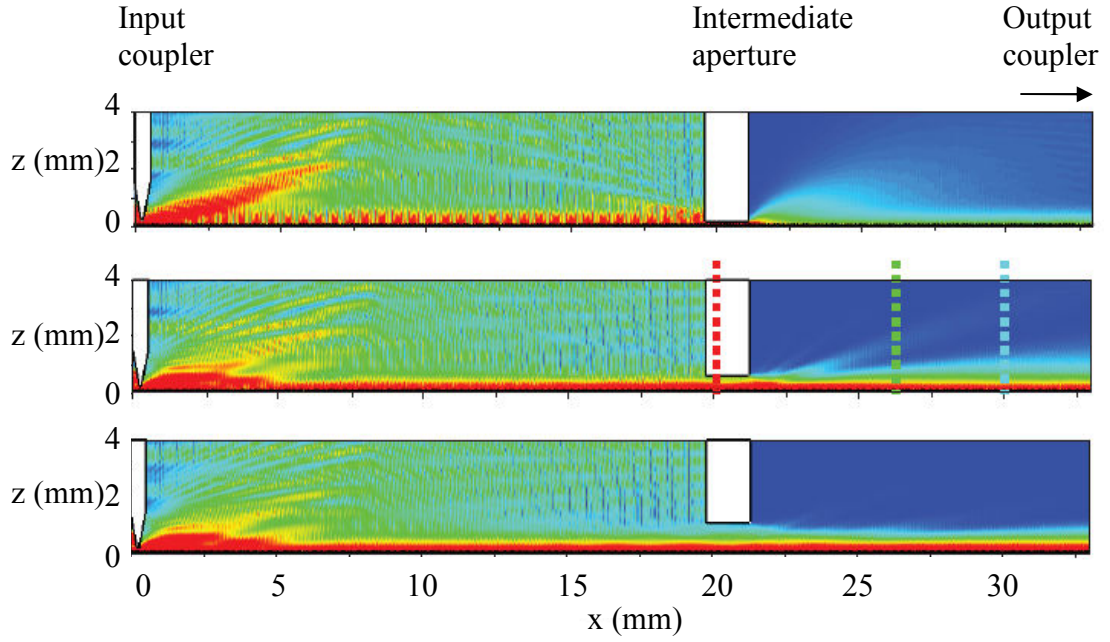 Input
coupler
Intermediate
aperture
Output
coupler
4
z (mm) 2
0
4
z (mm) 2
0
4
z (mm) 2
0
0 5 10 15 20 25 30
x (mm)